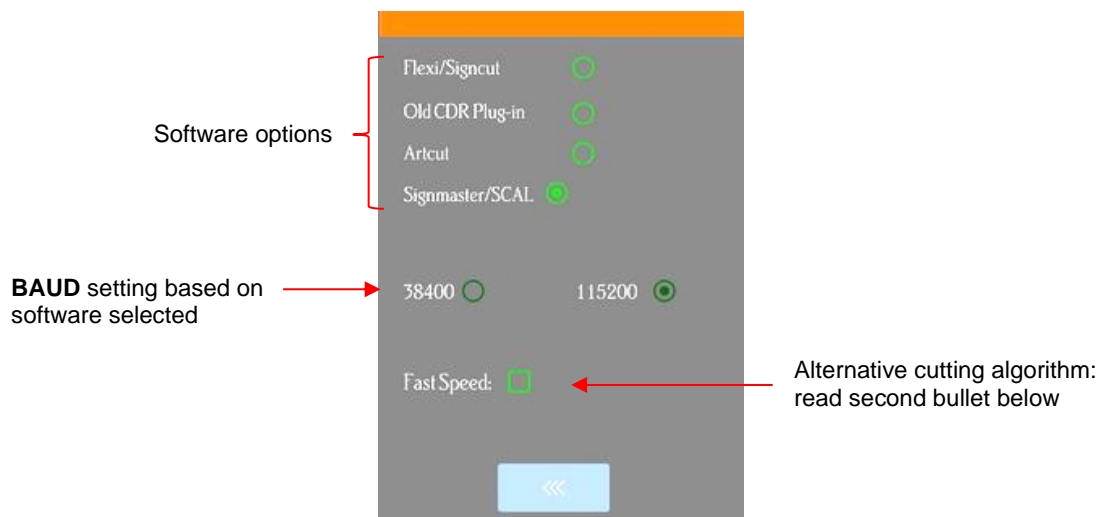 Flexi/Signcut
Old CDR Plug-in
Software options
Artcut
Signmaster/SCAL
BAUD setting based on
software selected
38400
115200
Fast Speed:
Alternative cutting algorithm:
read second bullet below
<<<